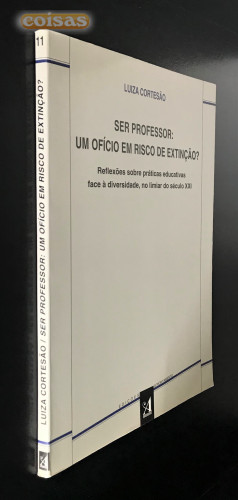 coisas
11
LUIZA CORTESÃO / SER PROFESSOR: UM OFÍCIO EM RISCO DE EXTINÇÃO?
LUIZA CORTESÃO
SER PROFESSOR:
UM OFÍCIO EM RISCO DE EXTINÇÃO?
Reflexões sobre práticas educativas
face à diversidade, no limiar do século XXI